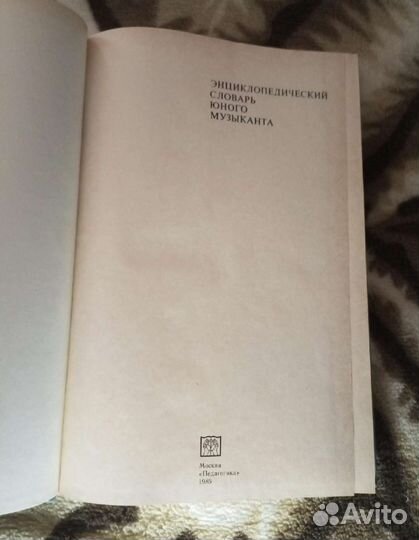 ЭНЦИКЛОПЕДИЧЕСКИЙ
СЛОВАРЬ
ЮНОГО
МУЗЫКАНТА
Москва
«Педагогика»
1985
Avito